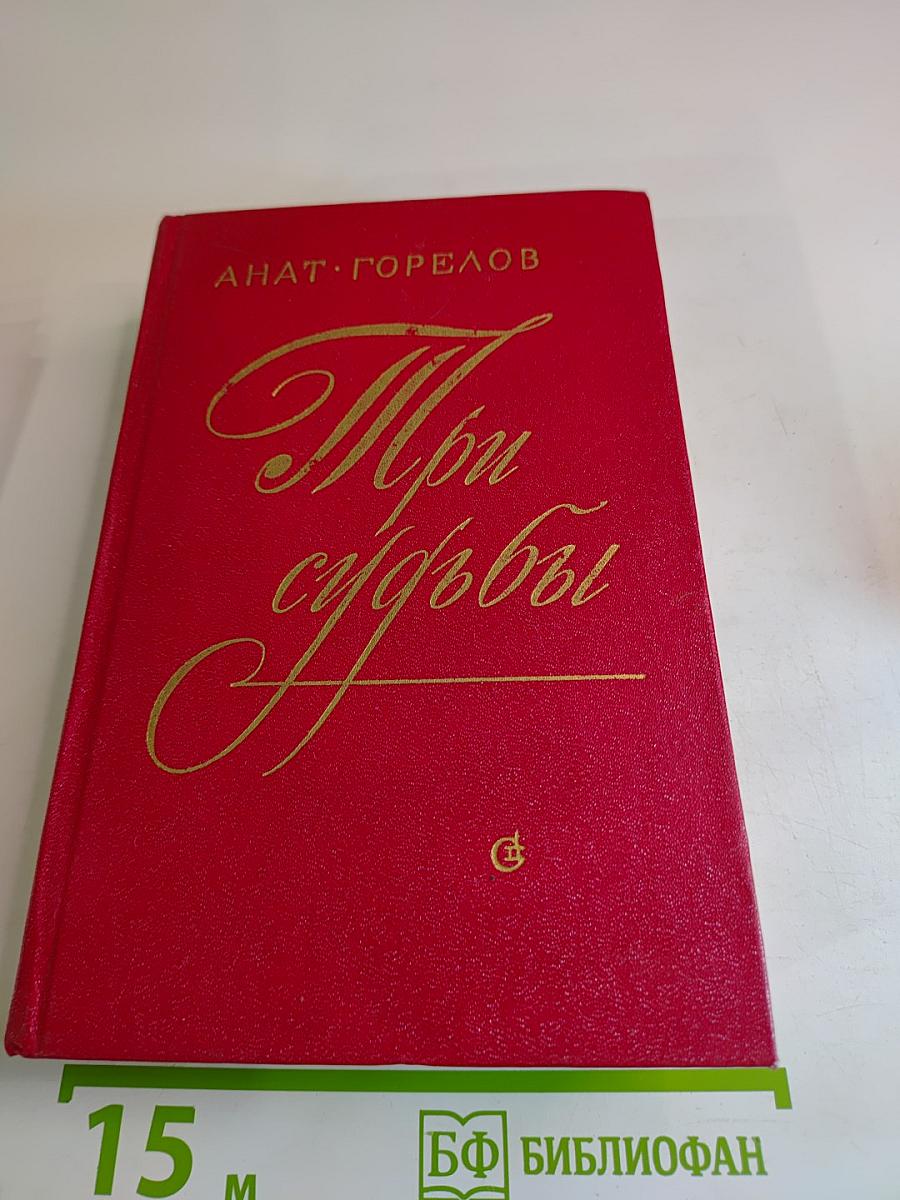 АНАТ·ГОРЕЛОВ
Три
судьбы
15 м
БФ БИБЛИОФАН